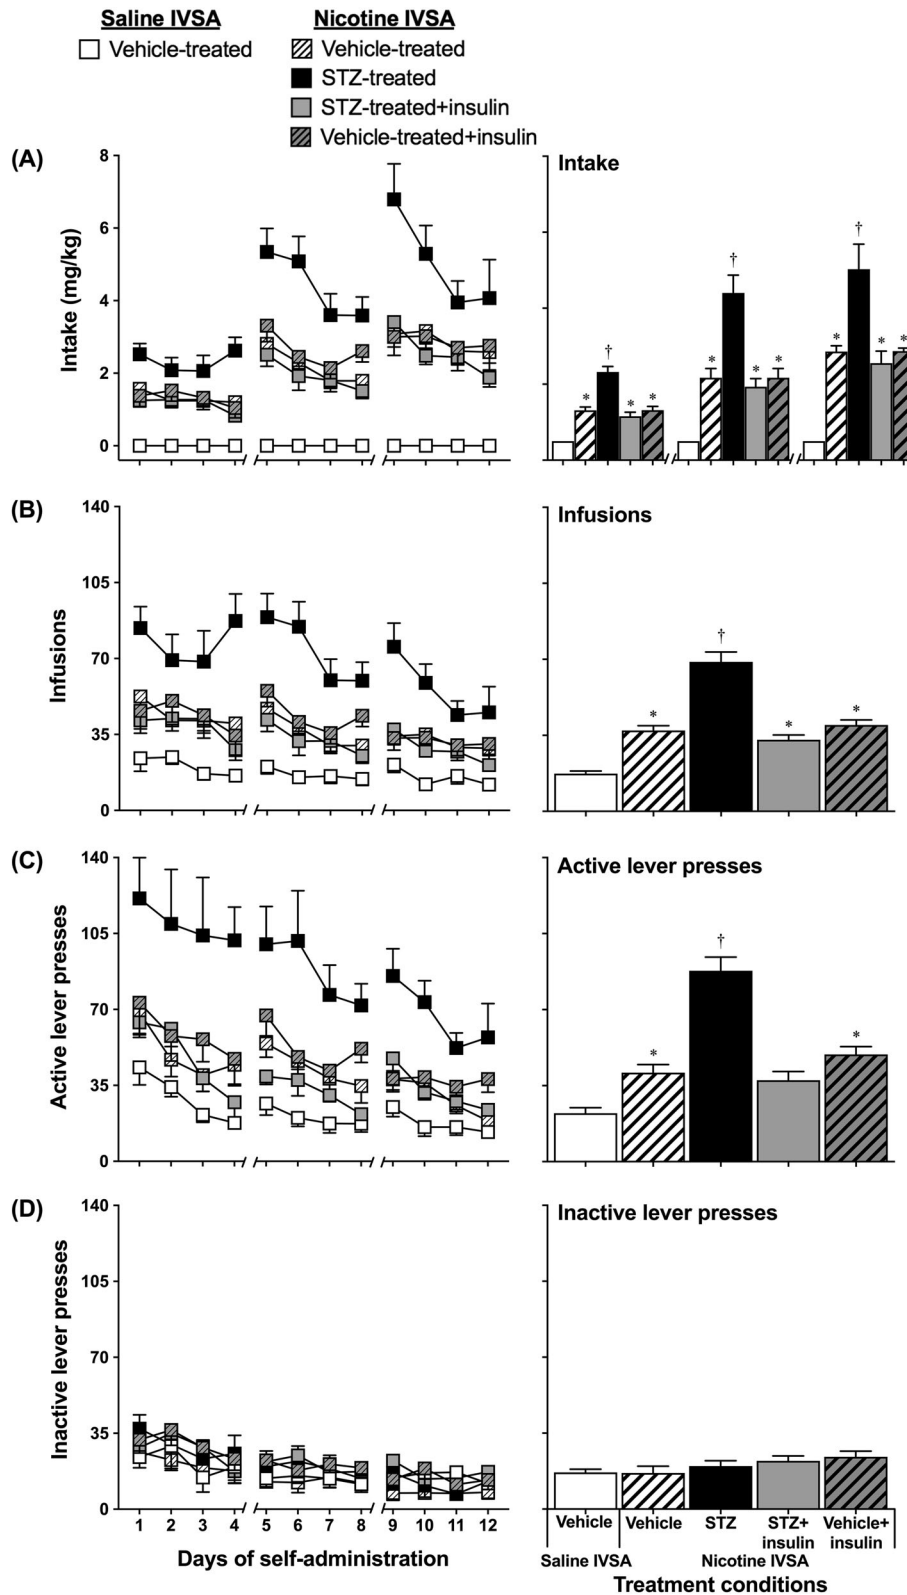 Saline IVSA
Vehicle-treated
Nicotine IVSA
Vehicle-treated
STZ-treated
STZ-treated+insulin
Vehicle-treated+insulin
(A)
Intake (mg/kg)
8
6
4
2
0
Intake
*
†
*
*
*
†
*
*
*
†
*
*
(B)
Infusions
140
105
70
35
0
Infusions
*
†
*
*
(C)
Active lever presses
140
105
70
35
0
Active lever presses
*
†
*
(D)
Inactive lever presses
140
105
70
35
0
1 2 3 4 5 6 7 8 9 10 11 12
Days of self-administration
Inactive lever presses
Vehicle Vehicle STZ STZ+ Vehicle+
insulin insulin
Saline IVSA Nicotine IVSA
Treatment conditions